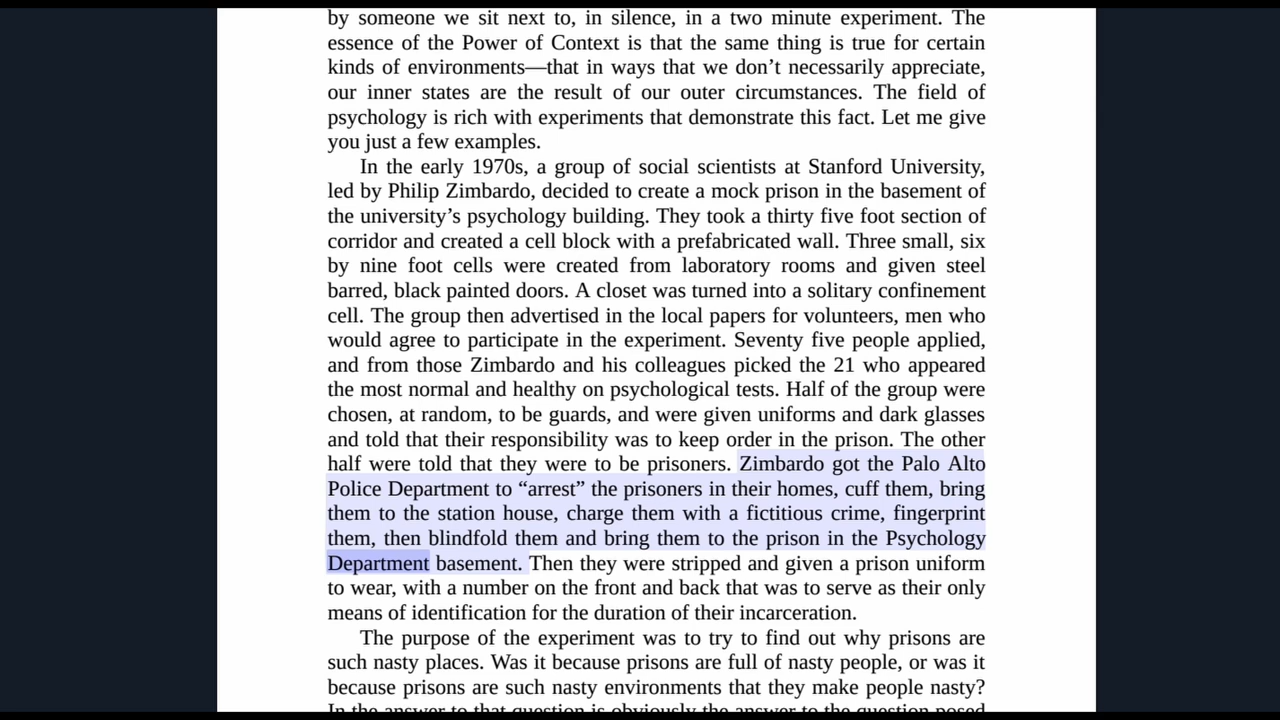 by someone we sit next to, in silence, in a two minute experiment. The
essence of the Power of Context is that the same thing is true for certain
kinds of environments—that in ways that we don’t necessarily appreciate,
our inner states are the result of our outer circumstances. The field of
psychology is rich with experiments that demonstrate this fact. Let me give
you just a few examples.
In the early 1970s, a group of social scientists at Stanford University,
led by Philip Zimbardo, decided to create a mock prison in the basement of
the university’s psychology building. They took a thirty five foot section of
corridor and created a cell block with a prefabricated wall. Three small, six
by nine foot cells were created from laboratory rooms and given steel
barred, black painted doors. A closet was turned into a solitary confinement
cell. The group then advertised in the local papers for volunteers, men who
would agree to participate in the experiment. Seventy five people applied,
and from those Zimbardo and his colleagues picked the 21 who appeared
the most normal and healthy on psychological tests. Half of the group were
chosen, at random, to be guards, and were given uniforms and dark glasses
and told that their responsibility was to keep order in the prison. The other
half were told that they were to be prisoners. Zimbardo got the Palo Alto
Police Department to “arrest” the prisoners in their homes, cuff them, bring
them to the station house, charge them with a fictitious crime, fingerprint
them, then blindfold them and bring them to the prison in the Psychology
Department basement. Then they were stripped and given a prison uniform
to wear, with a number on the front and back that was to serve as their only
means of identification for the duration of their incarceration.
The purpose of the experiment was to try to find out why prisons are
such nasty places. Was it because prisons are full of nasty people, or was it
because prisons are such nasty environments that they make people nasty?
In the answer to that question is obviously the answer to the question posed